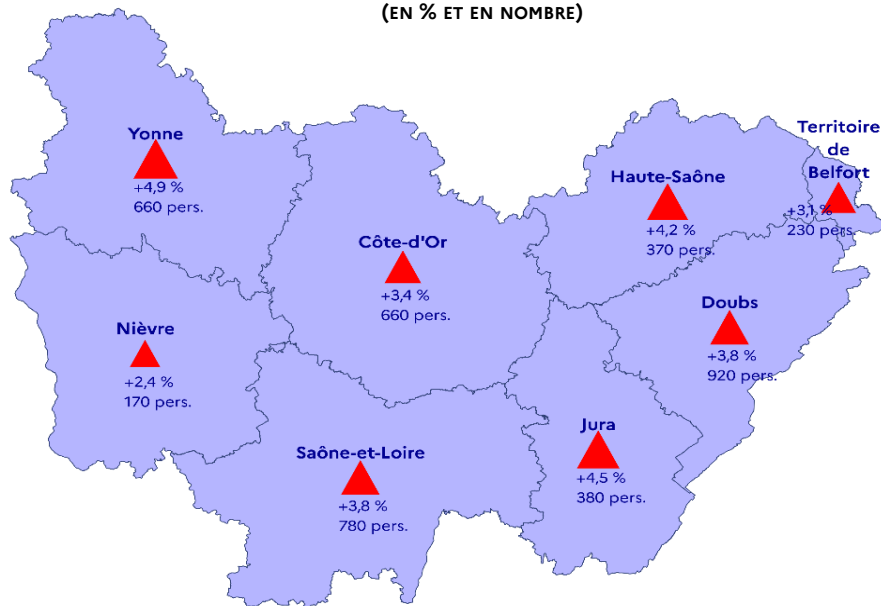 (EN % ET EN NOMBRE)
Yonne
+4,9 %
660 pers.
Côte-d'Or
+3,4 %
660 pers.
Haute-Saône
+4,2 %
370 pers.
Territoire
de
Belfort
+3,1 %
230 pers.
Nièvre
+2,4 %
170 pers.
Doubs
+3,8 %
920 pers.
Saône-et-Loire
+3,8 %
780 pers.
Jura
+4,5 %
380 pers.